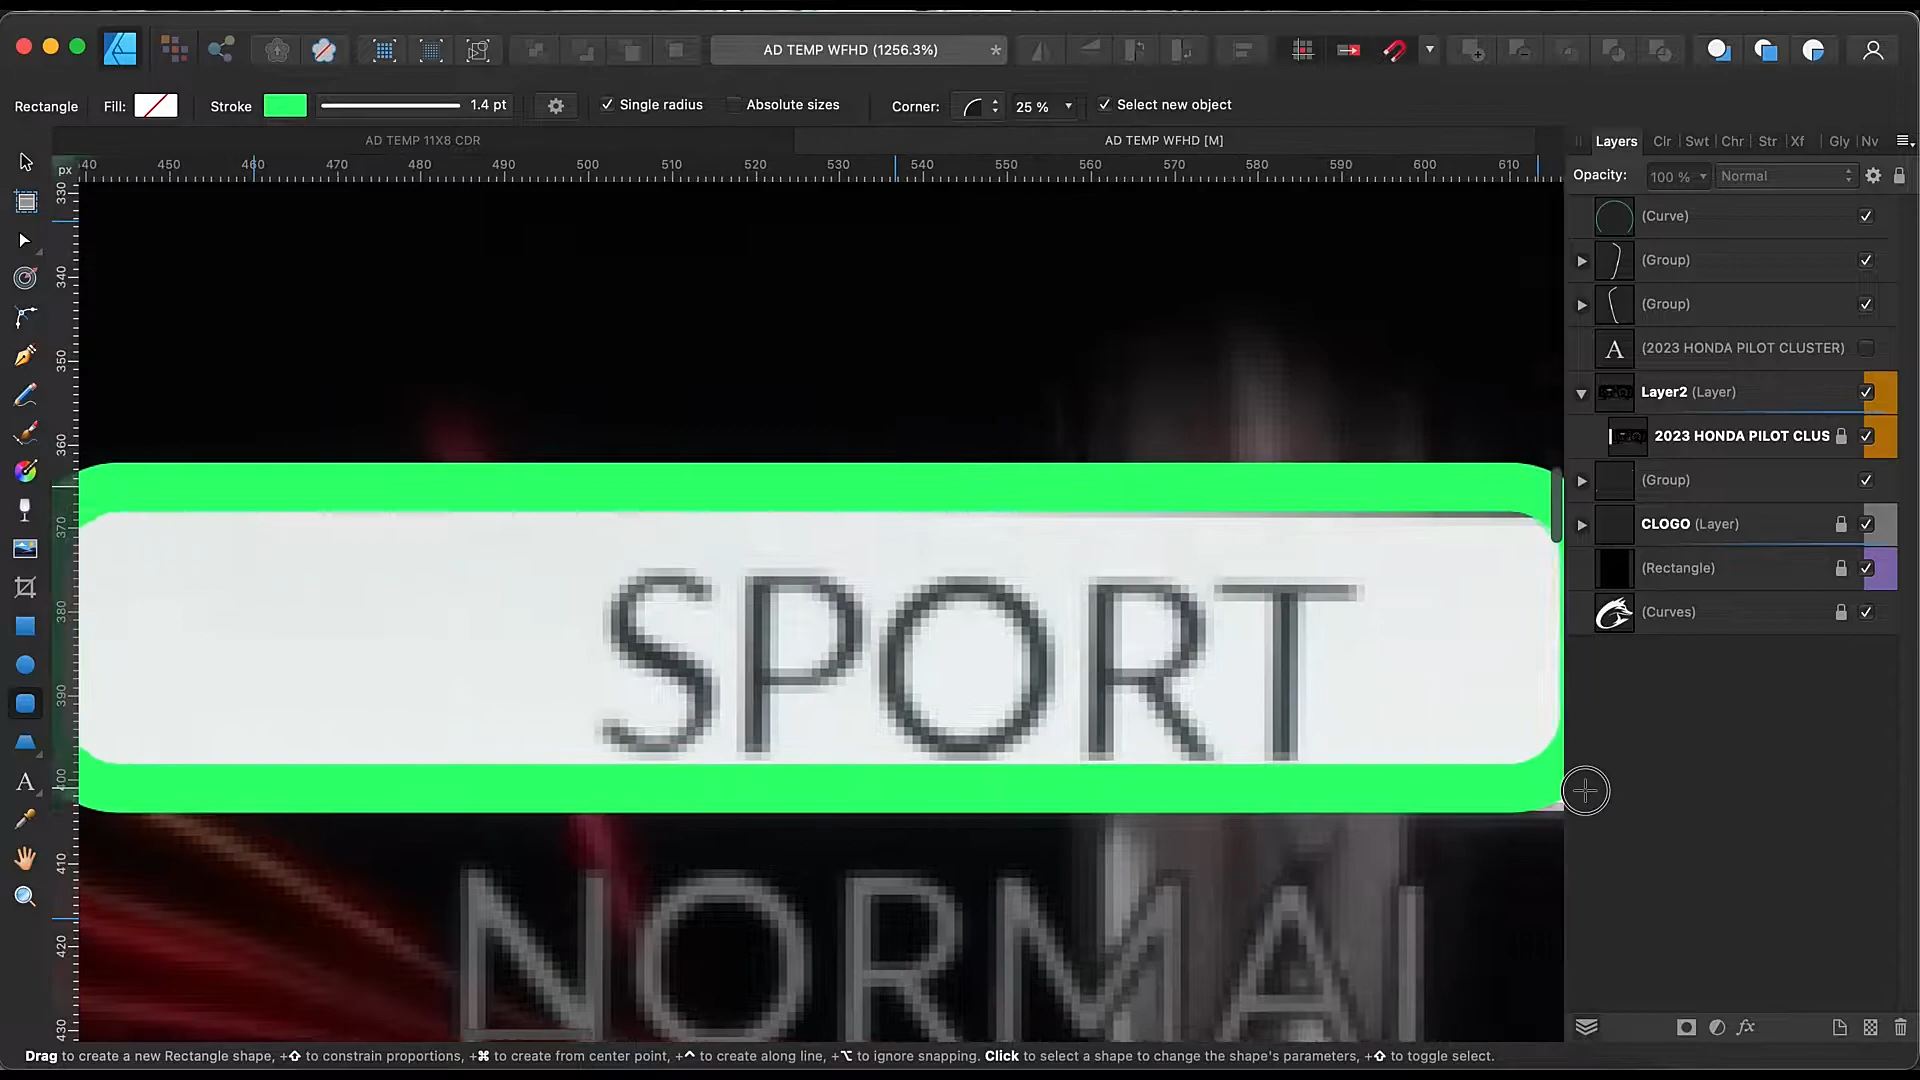 AD TEMP WFHD (1256.3%) *
Rectangle Fill: Stroke 1.4 pt Single radius Absolute sizes Corner: 25 % Select new object
AD TEMP 11X8 CDR AD TEMP WFHD [M]
Layers Clr Swt Chr Str Xf Gly Nv
px 40 450 460 470 480 490 500 510 520 530 540 550 560 570 580 590 600 610
Opacity: 100 % Normal
330
340
350
360
370
380
390
400
410
420
430
(Curve)
(Group)
(Group)
A (2023 HONDA PILOT CLUSTER)
Layer2 (Layer)
2023 HONDA PILOT CLUS
(Group)
CLOGO (Layer)
(Rectangle)
(Curves)
SPORT
NORMAL
A
fx
Drag to create a new Rectangle shape, +⇧ to constrain proportions, +⌘ to create from center point, +^ to create along line, +⌥ to ignore snapping. Click to select a shape to change the shape's parameters, +⇧ to toggle select.